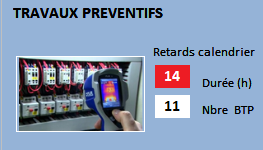 TRAVAUX PREVENTIFS
Retards calendrier
14 Durée (h)
11 Nbre BTP